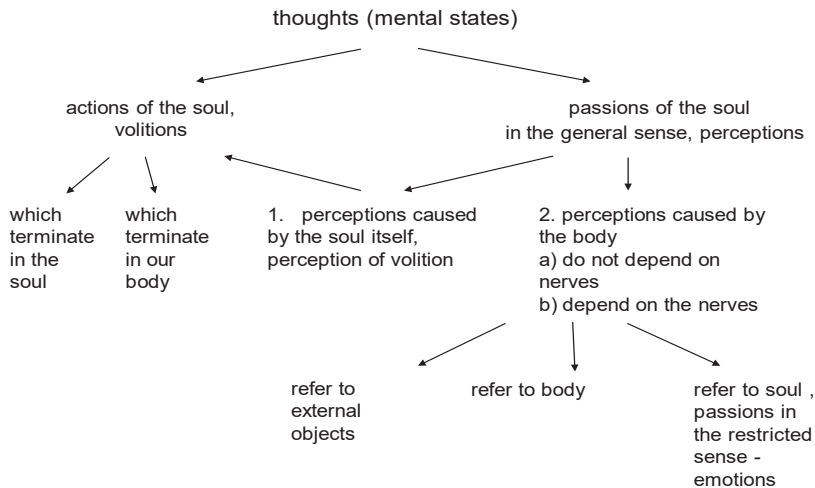 thoughts (mental states)
actions of the soul,
volitions
passions of the soul
in the general sense, perceptions
which
terminate
in the
soul
which
terminate
in our
body
1. perceptions caused
by the soul itself,
perception of volition
2. perceptions caused by
the body
a) do not depend on
nerves
b) depend on the nerves
refer to
external
objects
refer to body
refer to soul ,
passions in
the restricted
sense -
emotions